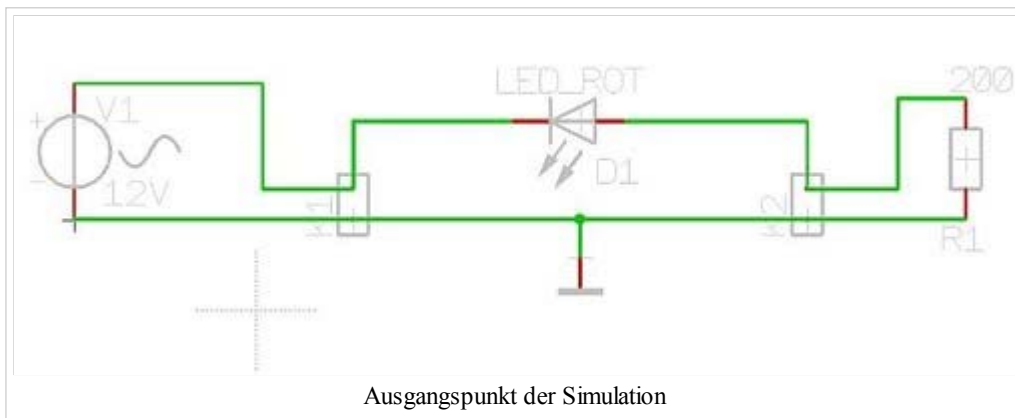 LED_ROT
200
V1
D1
12V
R1
Ausgangspunkt der Simulation